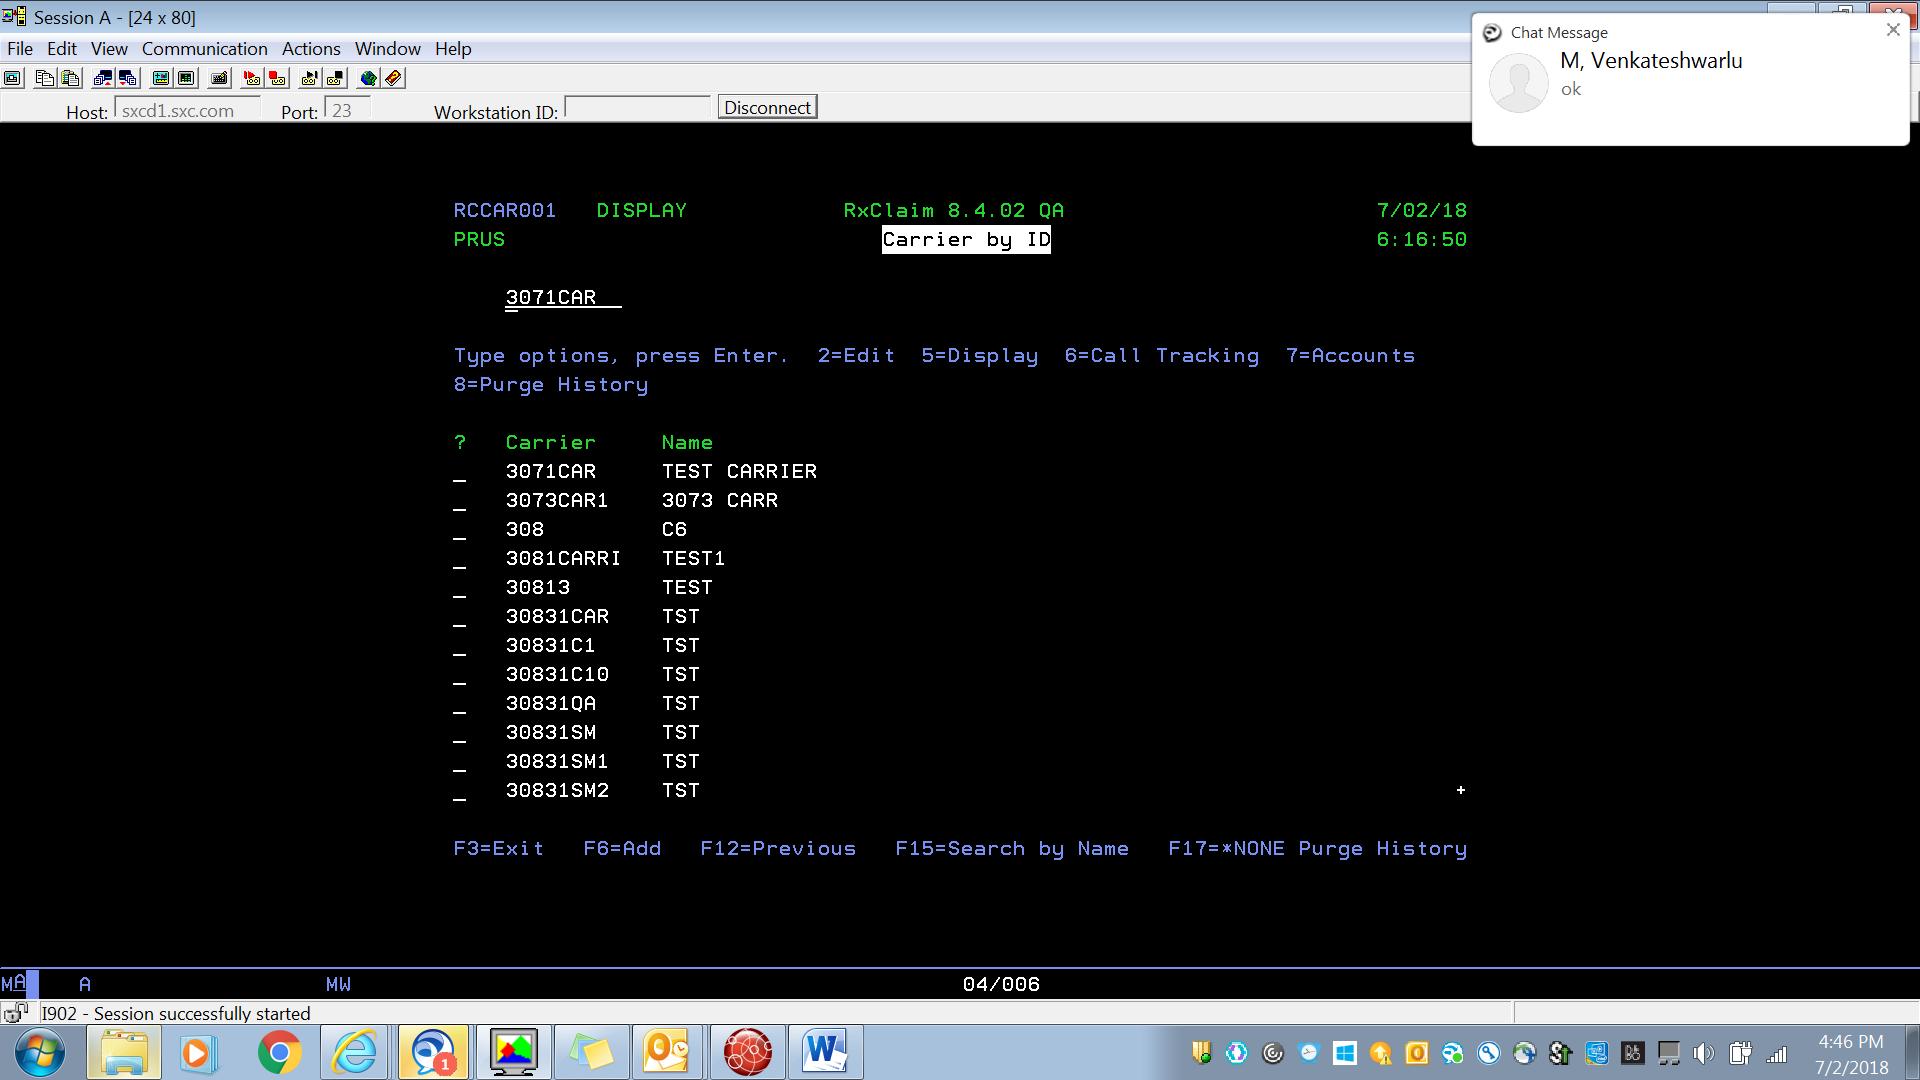 Session A - [24 x 80]
File Edit View Communication Actions Window Help
Host: sxcd1.sxc.com Port: 23 Workstation ID: Disconnect
Chat Message
M, Venkateshwarlu
ok
RCCAR001 DISPLAY RxClaim 8.4.02 QA 7/02/18
PRUS Carrier by ID 6:16:50
3071CAR
Type options, press Enter. 2=Edit 5=Display 6=Call Tracking 7=Accounts
8=Purge History
? Carrier Name
_ 3071CAR TEST CARRIER
_ 3073CAR1 3073 CARR
_ 308 C6
_ 3081CARRI TEST1
_ 30813 TEST
_ 30831CAR TST
_ 30831C1 TST
_ 30831C10 TST
_ 30831QA TST
_ 30831SM TST
_ 30831SM1 TST
_ 30831SM2 TST +
F3=Exit F6=Add F12=Previous F15=Search by Name F17=*NONE Purge History
MA A MW 04/006
I902 - Session successfully started
1
4:46 PM
7/2/2018